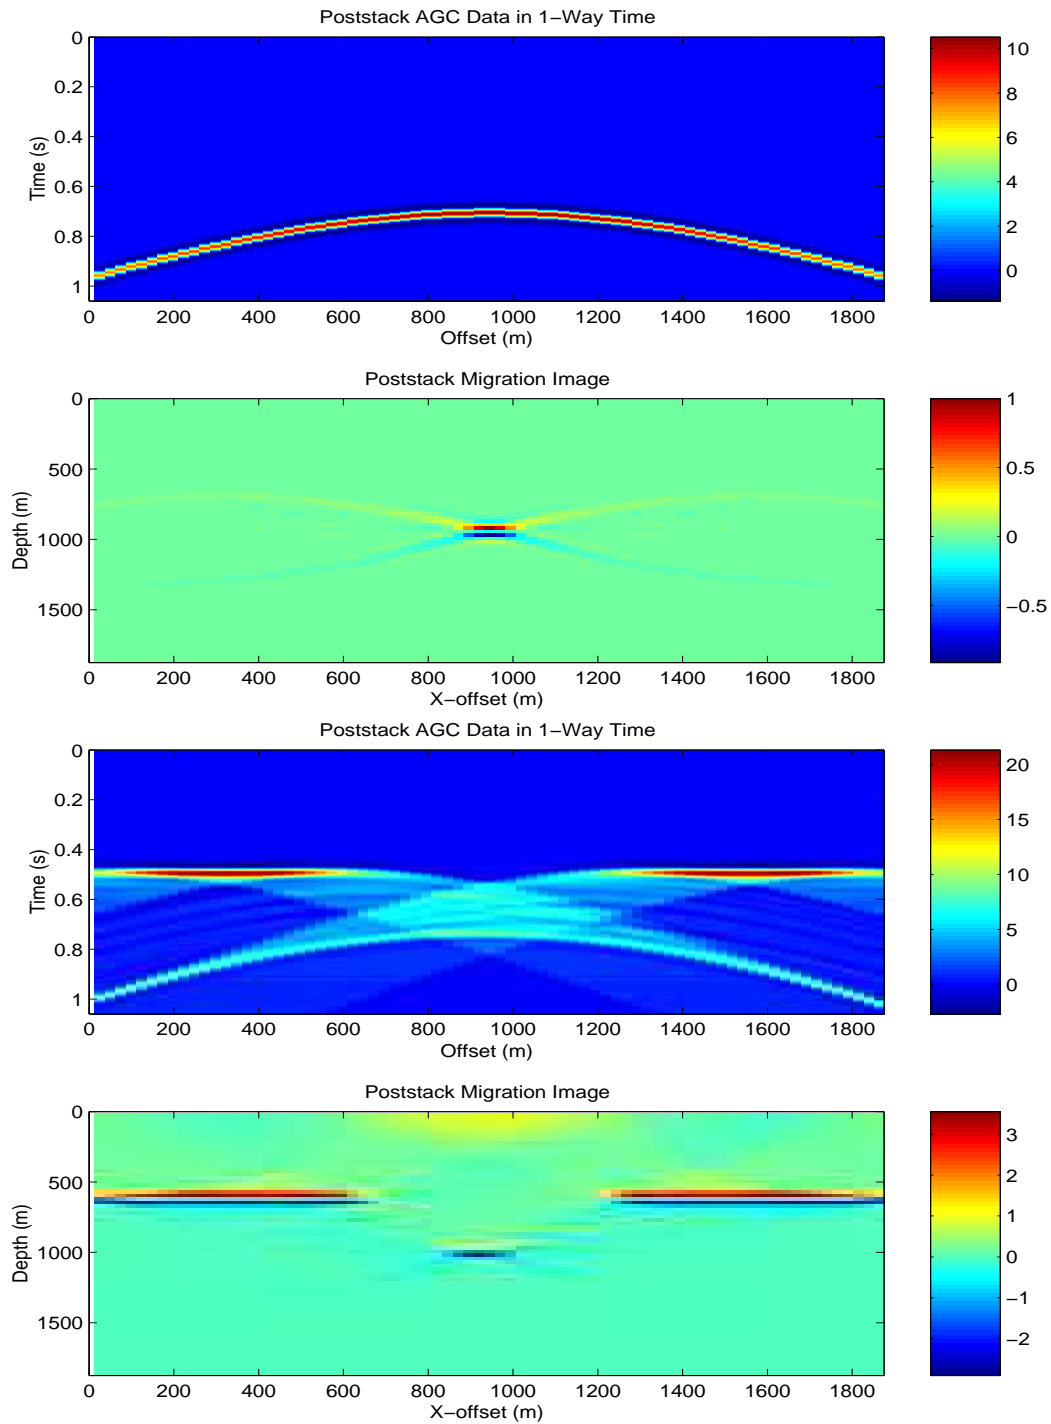 Poststack AGC Data in 1−Way Time
0
0.2
0.4
0.6
0.8
1
Time (s)
0 200 400 600 800 1000 1200 1400 1600 1800
Offset (m)
10
8
6
4
2
0
Poststack Migration Image
0
500
1000
1500
Depth (m)
0 200 400 600 800 1000 1200 1400 1600 1800
X−offset (m)
1
0.5
0
−0.5
Poststack AGC Data in 1−Way Time
0
0.2
0.4
0.6
0.8
1
Time (s)
0 200 400 600 800 1000 1200 1400 1600 1800
Offset (m)
20
15
10
5
0
Poststack Migration Image
0
500
1000
1500
Depth (m)
0 200 400 600 800 1000 1200 1400 1600 1800
X−offset (m)
3
2
1
0
−1
−2